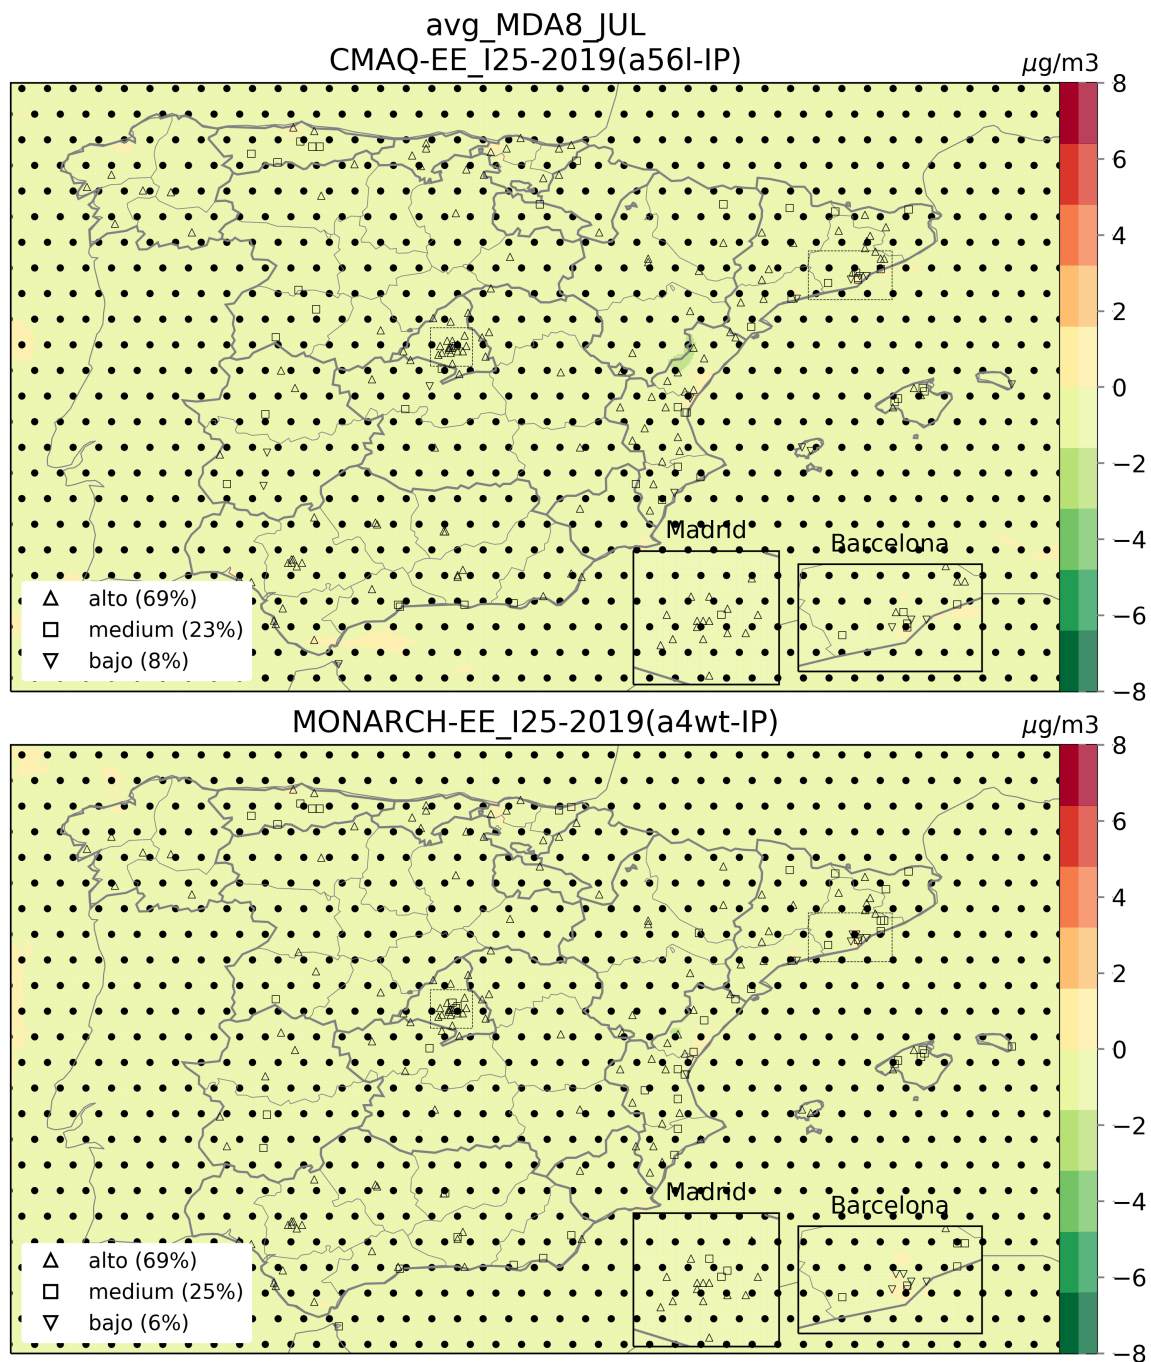 avg_MDA8_JUL
CMAQ-EE_I25-2019(a56l-IP)
μg/m3
8
6
4
2
0
−2
−4
−6
−8
Madrid
Barcelona
alto (69%)
medium (23%)
bajo (8%)
MONARCH-EE_I25-2019(a4wt-IP)
μg/m3
8
6
4
2
0
−2
−4
−6
−8
Madrid
Barcelona
alto (69%)
medium (25%)
bajo (6%)